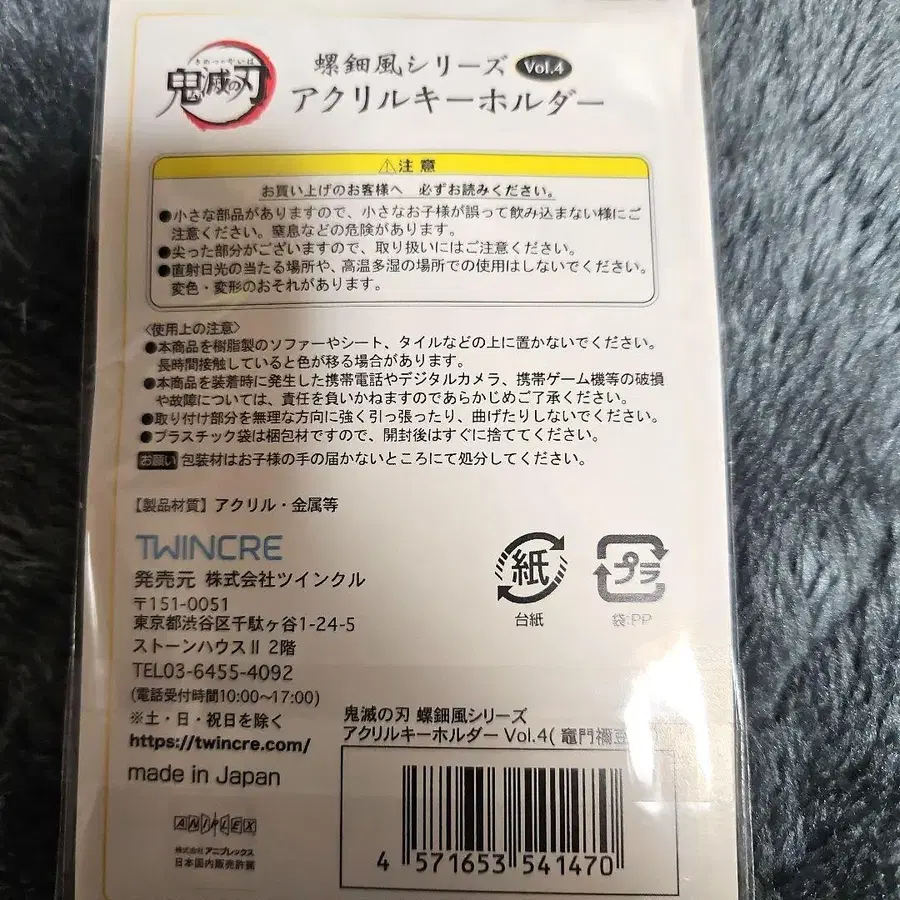 きめつのやいば
鬼滅の刃
螺鈿風シリーズ Vol.4
アクリルキーホルダー
⚠注意
お買い上げのお客様へ 必ずお読みください。
●小さな部品がありますので、小さなお子様が誤って飲み込まない様にご
注意ください。窒息などの危険があります。
●尖った部分がございますので、取り扱いにはご注意ください。
●直射日光の当たる場所や、高温多湿の場所での使用はしないでください。
変色・変形のおそれがあります。
〈使用上の注意〉
●本商品を樹脂製のソファーやシート、タイルなどの上に置かないでください。
長時間接触していると色が移る場合があります。
●本商品を装着時に発生した携帯電話やデジタルカメラ、携帯ゲーム機等の破損
や故障については、責任を負いかねますのであらかじめご了承ください。
●取り付け部分を無理な方向に強く引っ張ったり、曲げたりしないでください。
●プラスチック袋は梱包材ですので、開封後はすぐに捨ててください。
お願い 包装材はお子様の手の届かないところにて処分してください。
【製品材質】アクリル・金属等
TWINCRE
発売元 株式会社ツインクル
〒151-0051
東京都渋谷区千駄ヶ谷1-24-5
ストーンハウスⅡ 2階
TEL03-6455-4092
(電話受付時間10:00〜17:00)
※土・日・祝日を除く
https://twincre.com/
made in Japan
紙
台紙
プラ
袋:PP
ANIPLEX
株式会社アニプレックス
日本国内販売許諾
鬼滅の刃 螺鈿風シリーズ
アクリルキーホルダー Vol.4( 竈門禰豆
4 571653 541470